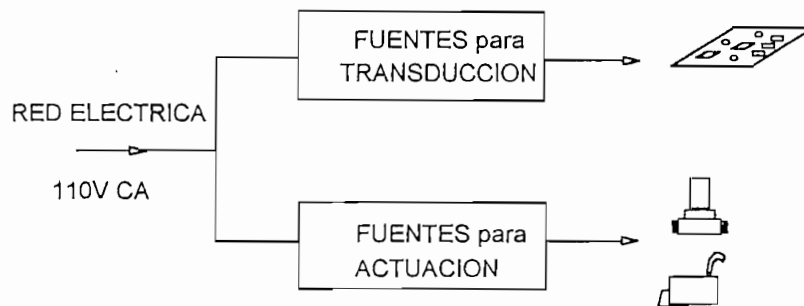 FUENTES para
TRANSDUCCION
RED ELECTRICA
110V CA
FUENTES para
ACTUACION